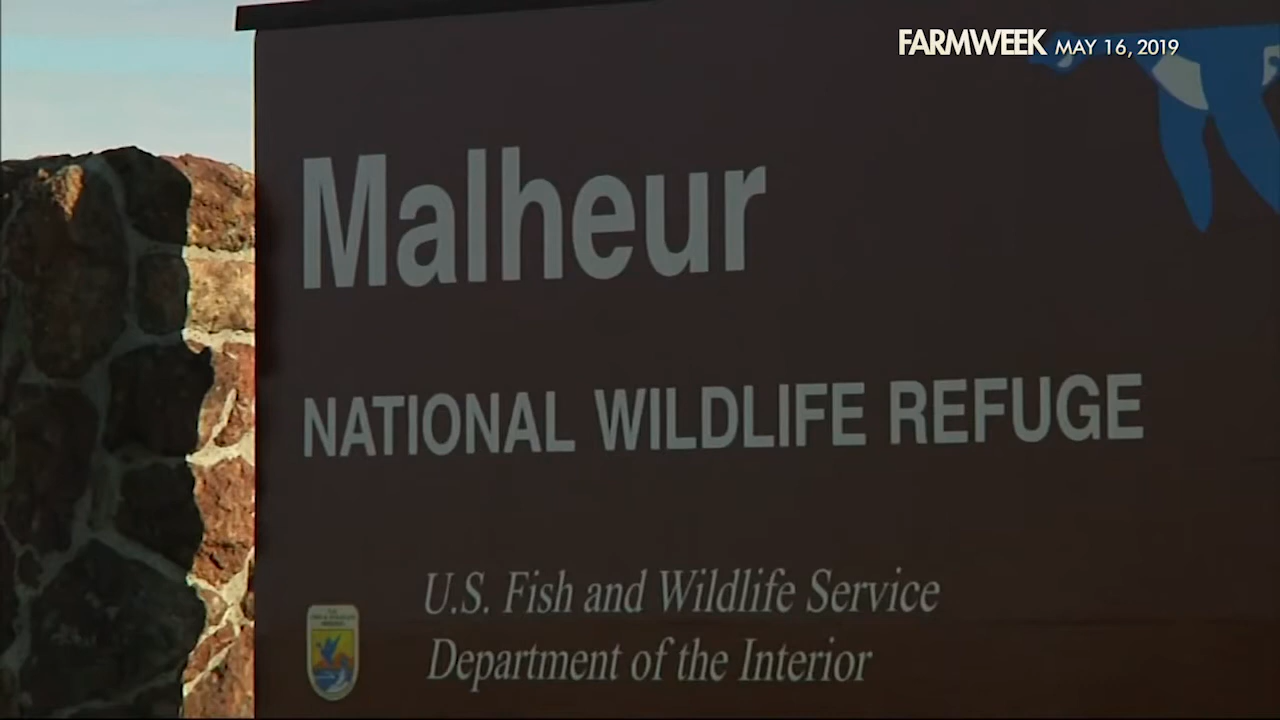 FARMWEEK MAY 16, 2019
Malheur
NATIONAL WILDLIFE REFUGE
U.S. Fish and Wildlife Service
Department of the Interior